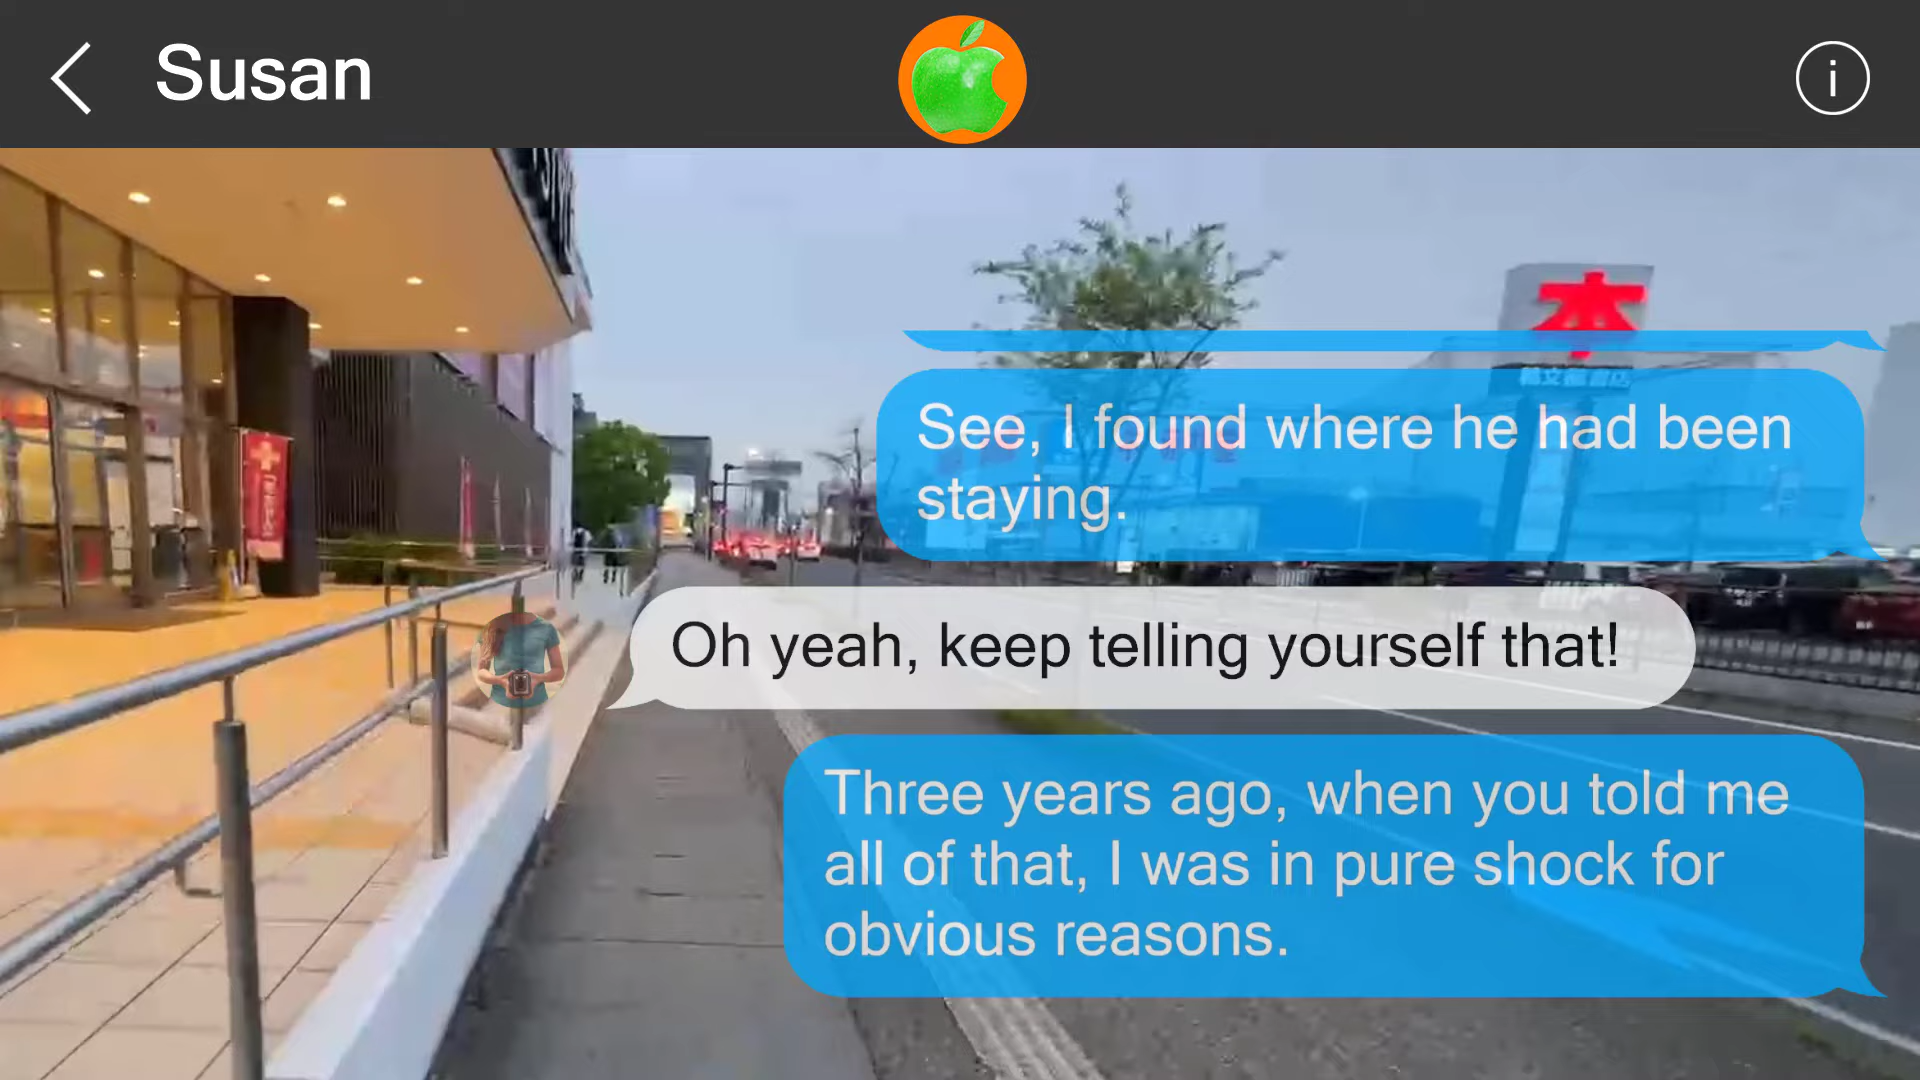 Susan
i
本
See, I found where he had been
staying.
Oh yeah, keep telling yourself that!
Three years ago, when you told me
all of that, I was in pure shock for
obvious reasons.